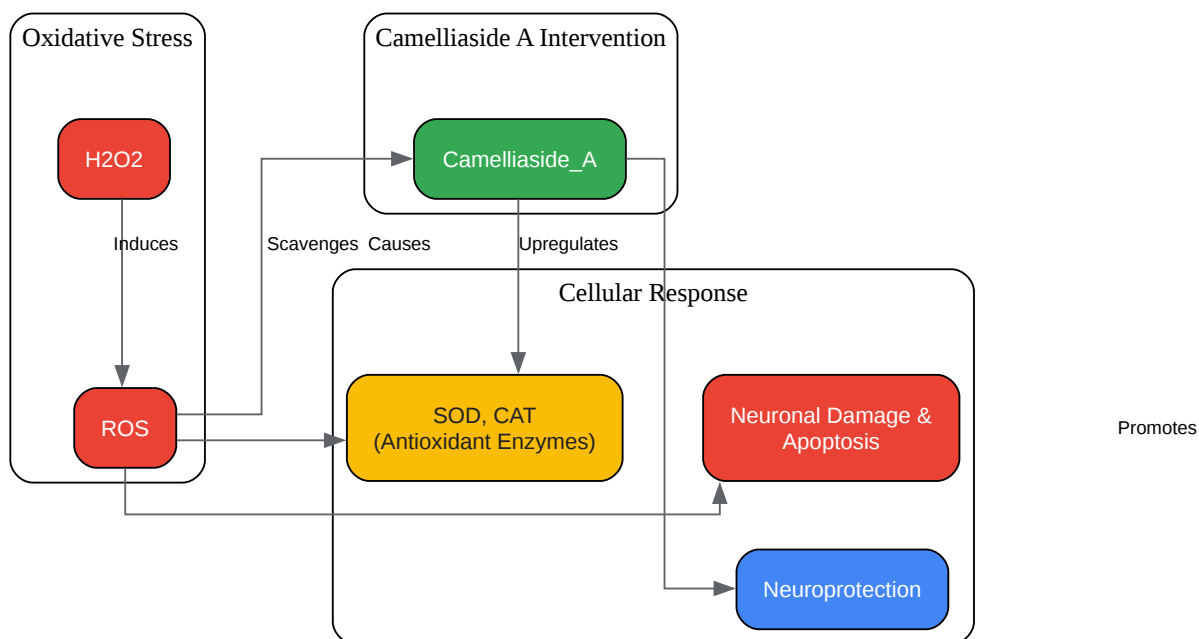 Oxidative Stress
Camelliaside A Intervention
H2O2
Camelliaside_A
Induces
Scavenges
Causes
Upregulates
Cellular Response
ROS
SOD, CAT
(Antioxidant Enzymes)
Neuronal Damage &
Apoptosis
Promotes
Neuroprotection